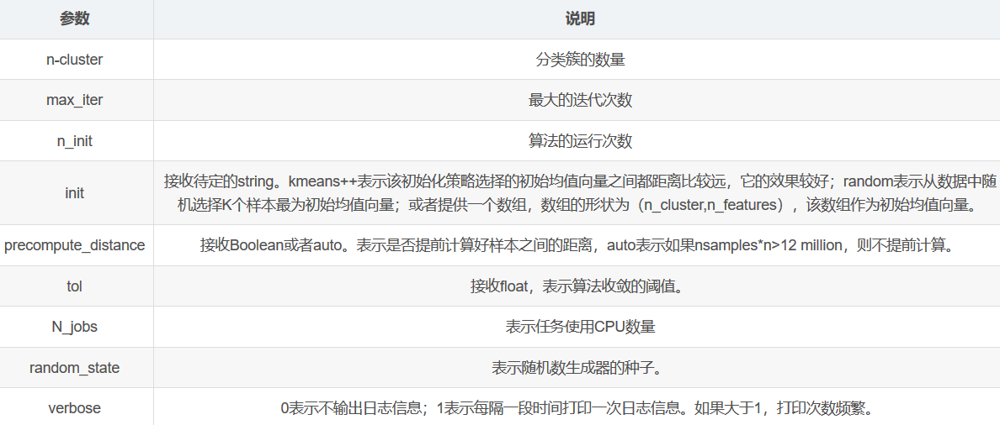 参数 说明
n-cluster 分类簇的数量
max_iter 最大的迭代次数
n_init 算法的运行次数
init 接收待定的string。kmeans++表示该初始化策略选择的初始均值向量之间都距离比较远，它的效果较好；random表示从数据中随
机选择K个样本最为初始均值向量；或者提供一个数组，数组的形状为（n_cluster,n_features），该数组作为初始均值向量。
precompute_distance 接收Boolean或者auto。表示是否提前计算好样本之间的距离，auto表示如果nsamples*n>12 million，则不提前计算。
tol 接收float，表示算法收敛的阈值。
N_jobs 表示任务使用CPU数量
random_state 表示随机数生成器的种子。
verbose 0表示不输出日志信息；1表示每隔一段时间打印一次日志信息。如果大于1，打印次数频繁。